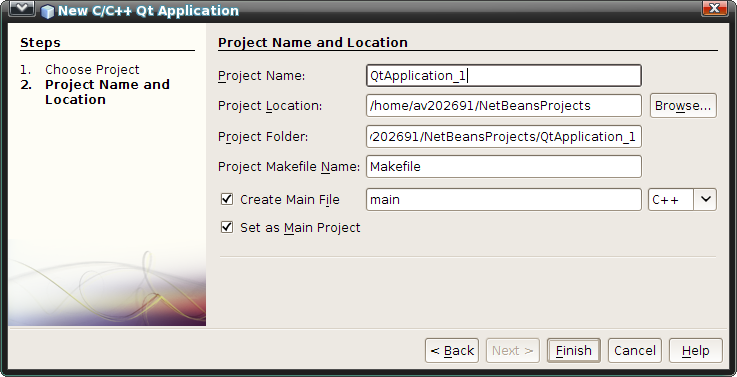 New C/C++ Qt Application
Steps
1. Choose Project
2. Project Name and
Location
Project Name and Location
Project Name: QtApplication_1
Project Location: /home/av202691/NetBeansProjects Browse...
Project Folder: v202691/NetBeansProjects/QtApplication_1
Project Makefile Name: Makefile
Create Main File main C++
Set as Main Project
< Back Next > Finish Cancel Help